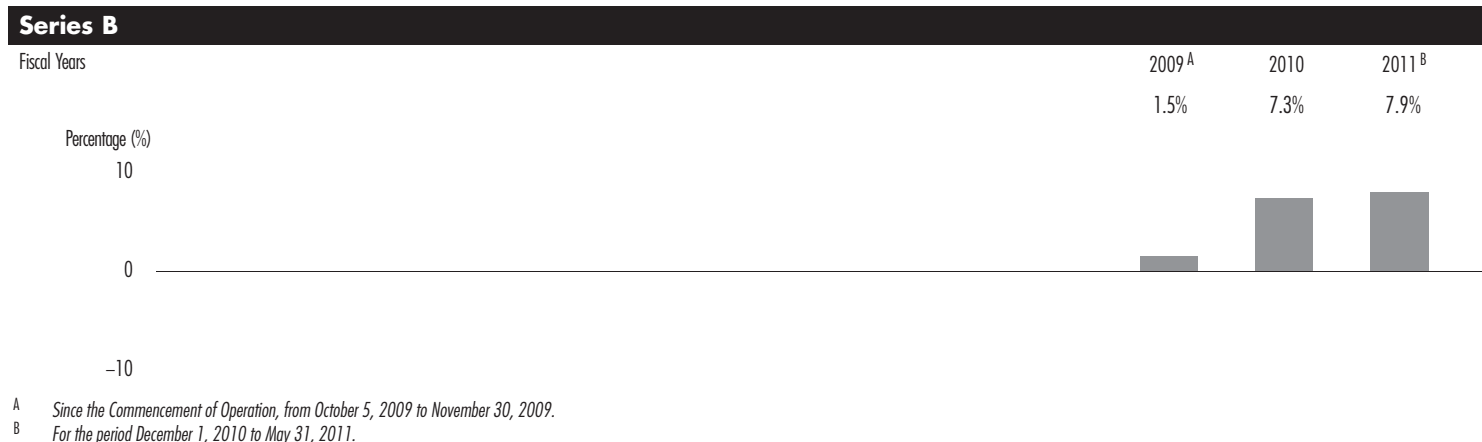 Series B
Fiscal Years 2009 A 2010 2011 B
1.5% 7.3% 7.9%
Percentage (%)
10
0
–10
A Since the Commencement of Operation, from October 5, 2009 to November 30, 2009.
B For the period December 1, 2010 to May 31, 2011.